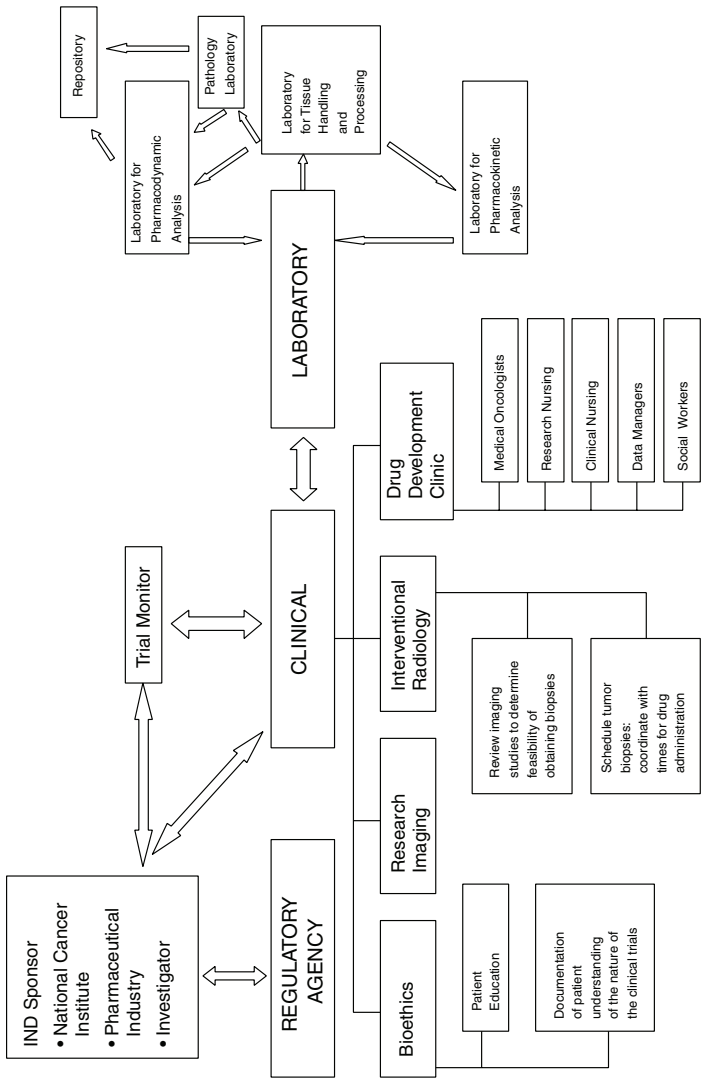 IND Sponsor
• National Cancer
Institute
• Pharmaceutical
Industry
• Investigator
Trial Monitor
Repository
Laboratory for
Pharmacodynamic
Analysis
Pathology
Laboratory
Laboratory
for Tissue
Handling
and
Processing
REGULATORY
AGENCY
CLINICAL
LABORATORY
Laboratory for
Pharmacokinetic
Analysis
Bioethics
Research
Imaging
Interventional
Radiology
Drug
Development
Clinic
Patient
Education
Documentation
of patient
understanding
of the nature of
the clinical trials
Review imaging
studies to determine
feasibility of
obtaining biopsies
Schedule tumor
biopsies:
coordinate with
times for drug
administration
Medical Oncologists
Research Nursing
Clinical Nursing
Data Managers
Social Workers